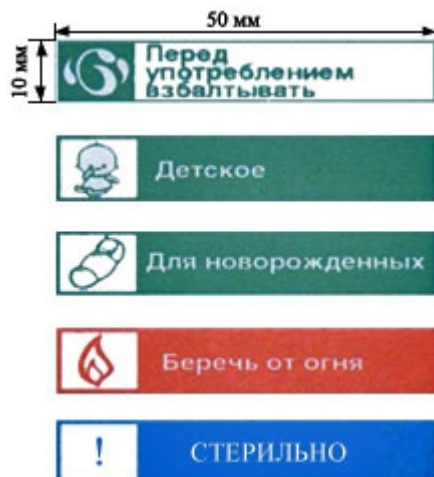 50 мм
10 мм
Перед
употреблением
взбалтывать
Детское
Для новорожденных
Беречь от огня
! СТЕРИЛЬНО